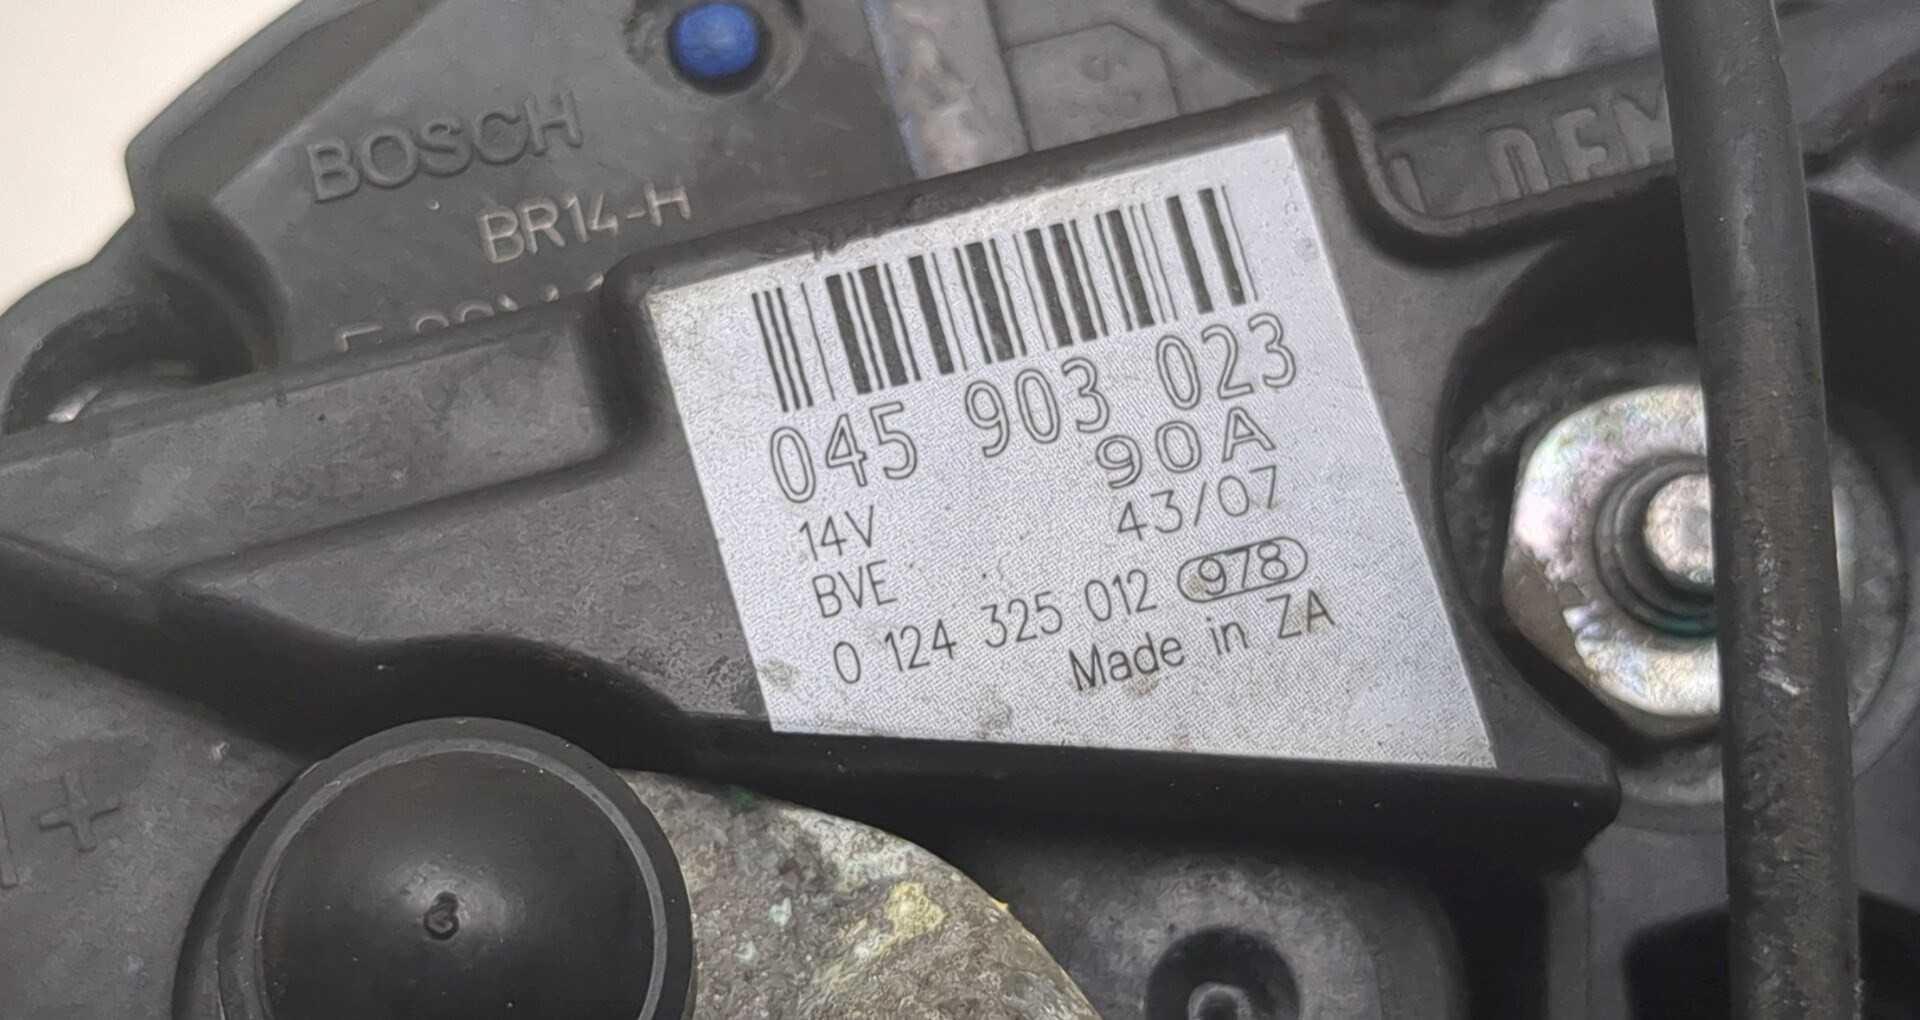 BOSCH
BR14-H
045 903 023
90A
14V 43/07
BVE
0 124 325 012 978
Made in ZA
+